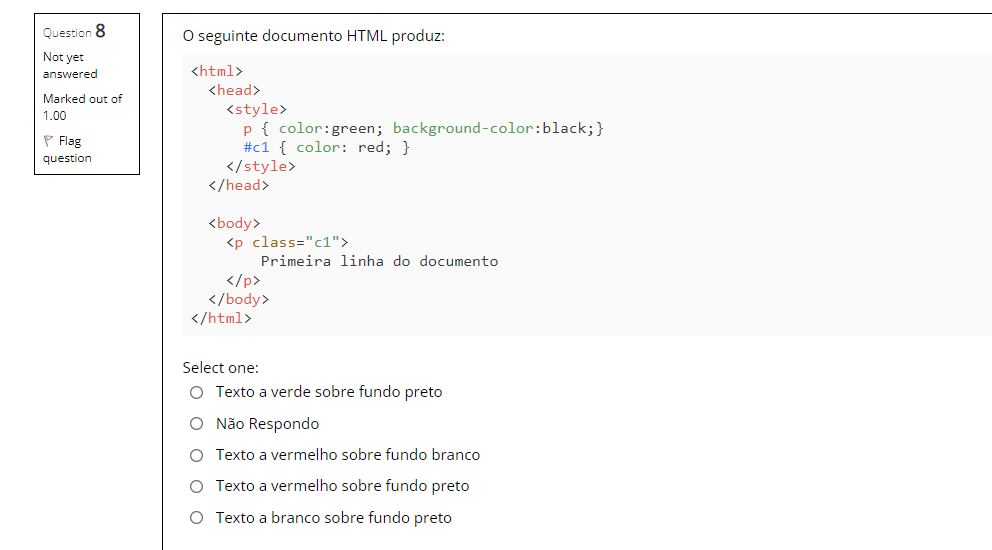 Question 8
Not yet
answered
Marked out of
1.00
Flag
question
O seguinte documento HTML produz:
<html>
<head>
<style>
p { color:green; background-color:black;}
#c1 { color: red; }
</style>
</head>
<body>
<p class="c1">
Primeira linha do documento
</p>
</body>
</html>
Select one:
Texto a verde sobre fundo preto
Não Respondo
Texto a vermelho sobre fundo branco
Texto a vermelho sobre fundo preto
Texto a branco sobre fundo preto